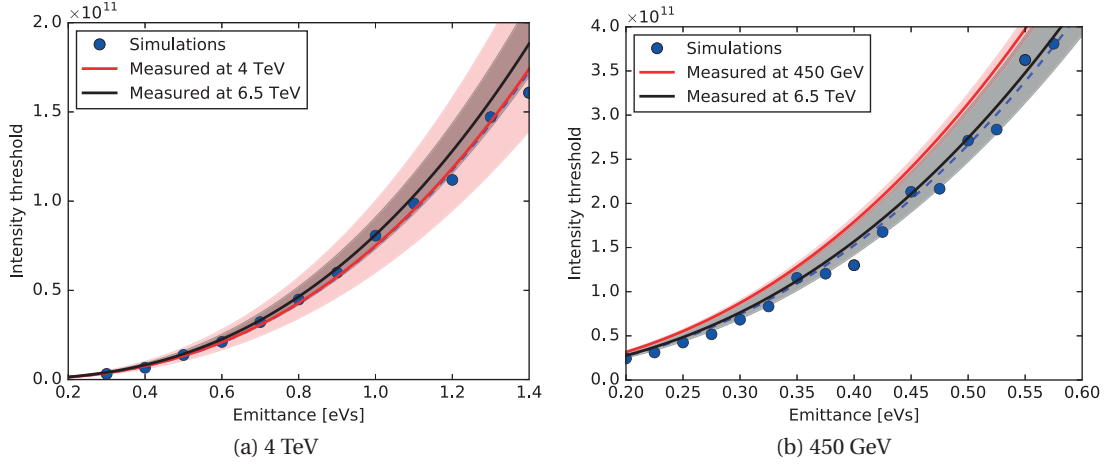 ×10¹¹
2.0
1.5
1.0
0.5
0.0
Intensity threshold
Simulations
Measured at 4 TeV
Measured at 6.5 TeV
0.2 0.4 0.6 0.8 1.0 1.2 1.4
Emittance [eVs]
(a) 4 TeV
×10¹¹
4.0
3.5
3.0
2.5
2.0
1.5
1.0
0.5
0.0
Intensity threshold
Simulations
Measured at 450 GeV
Measured at 6.5 TeV
0.20 0.25 0.30 0.35 0.40 0.45 0.50 0.55 0.60
Emittance [eVs]
(b) 450 GeV